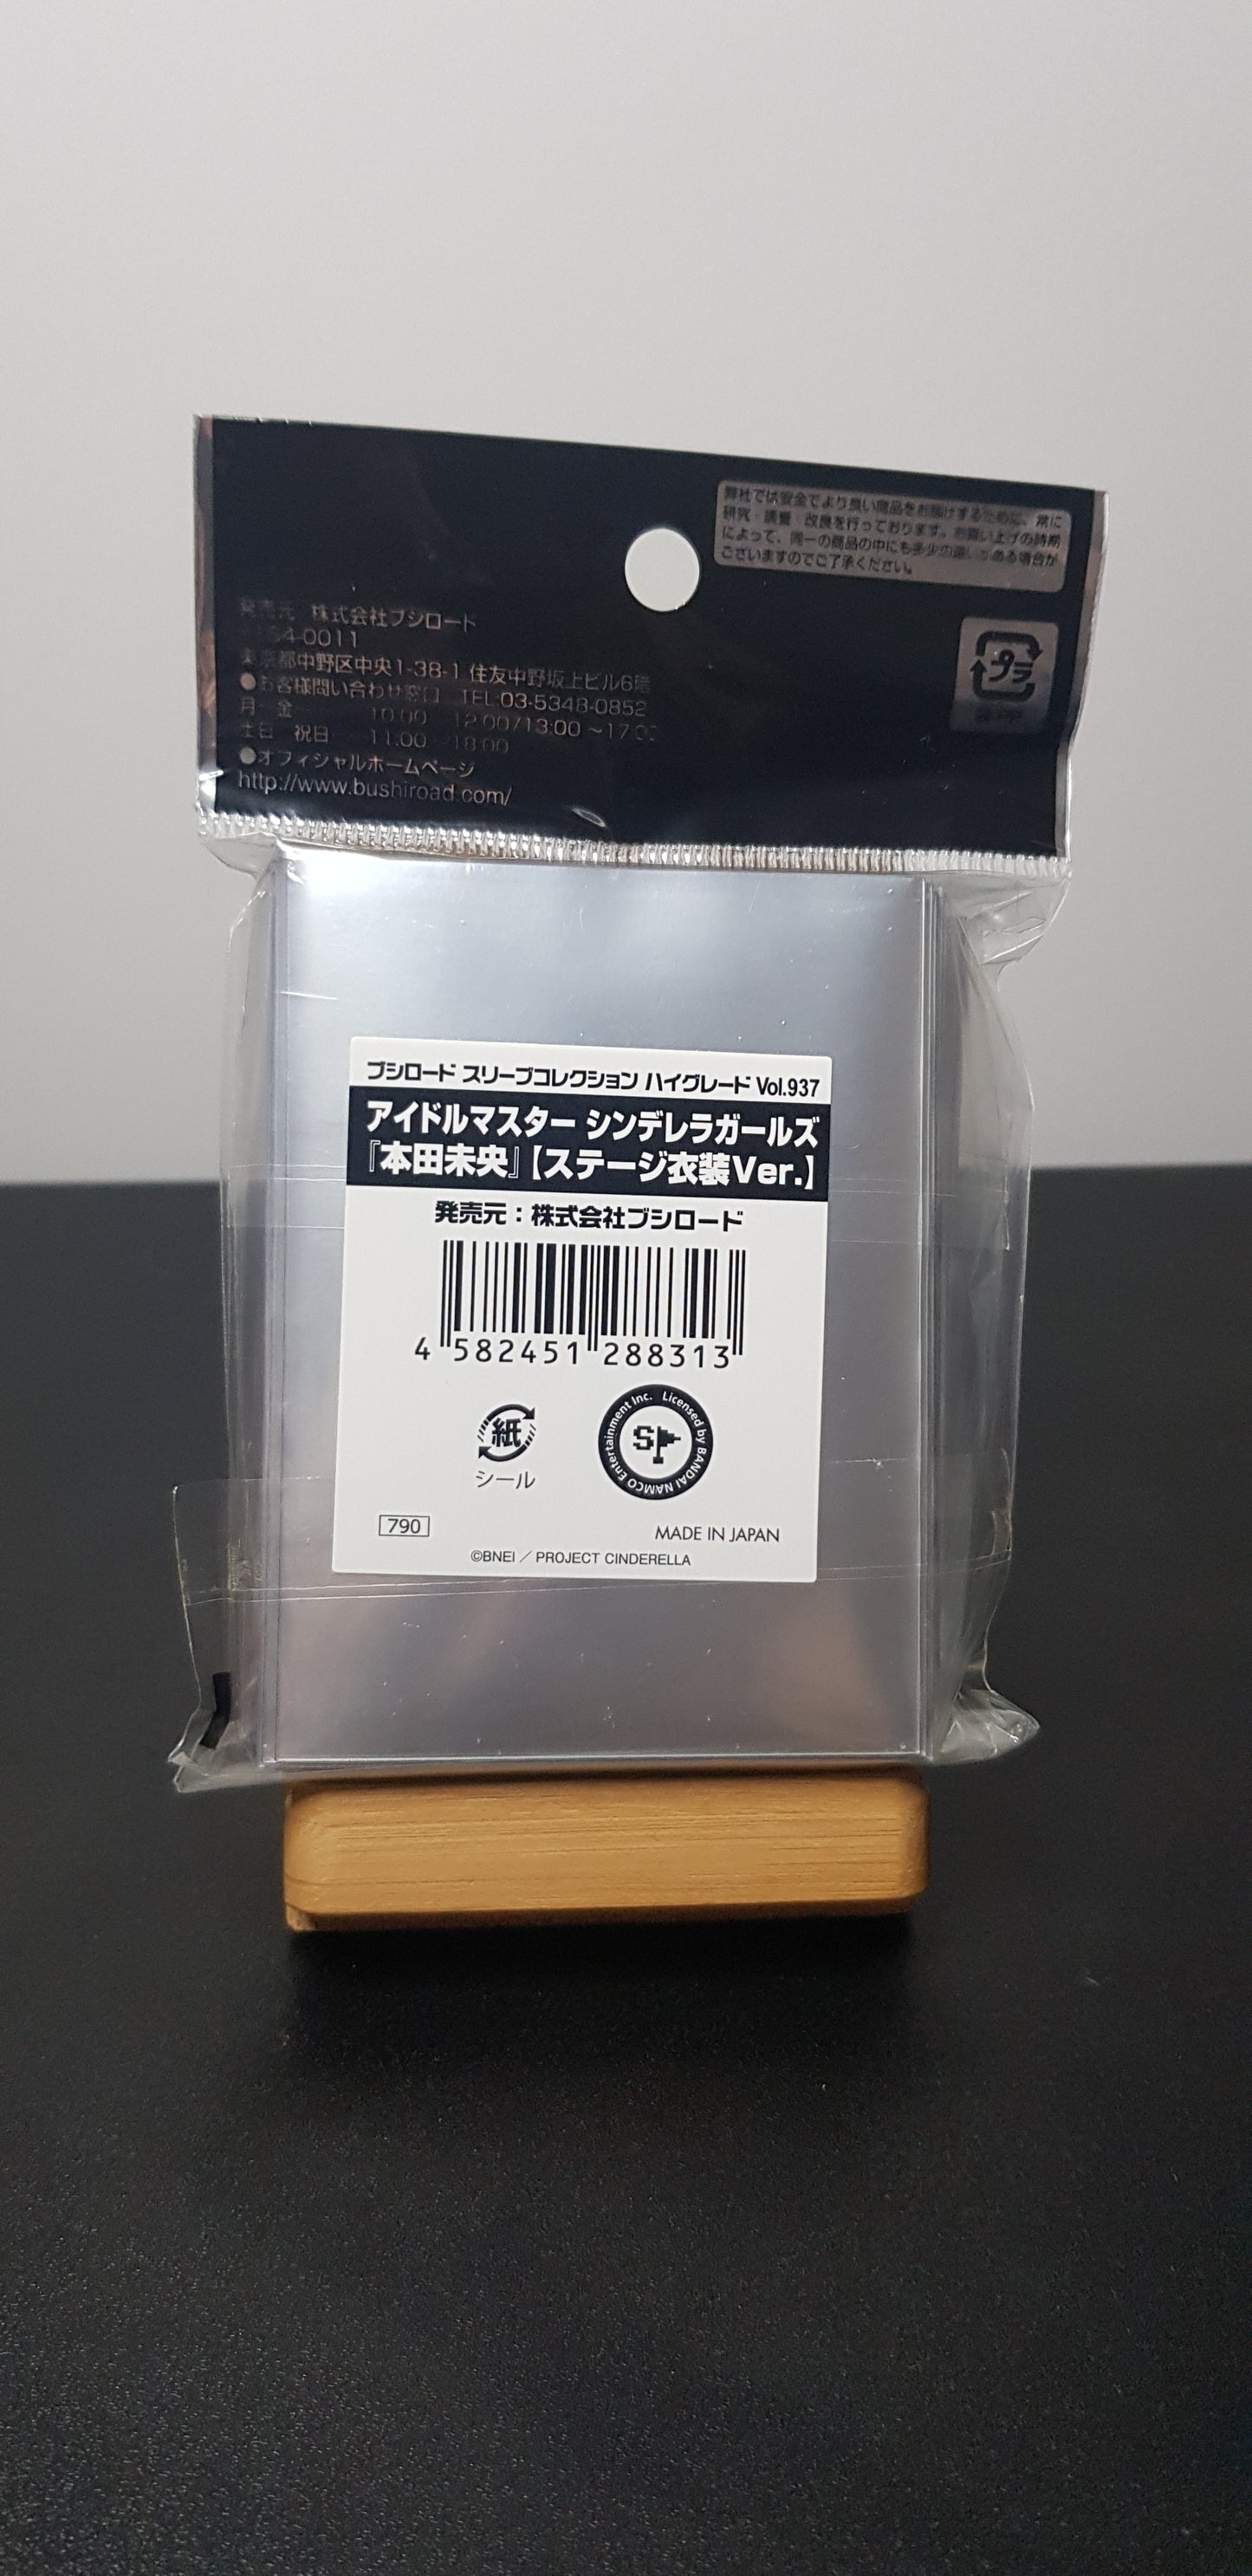 弊社では安全でより良い商品をお届けするために、常に
研究・調査・改良を行っております。お買い上げの時期
によって、同一の商品の中にも多少の違いがある場合が
ございますのでご了承ください。
プラ
発売元 株式会社ブシロード
0011
東京都中野区中央1-38-1 住友中野坂上ビル6階
●お客様問い合わせ窓口 TEL:03-5348-0852
月 金 10:00 12:00/13:00 ～17:00
土日 祝日 11:00 18:00
●オフィシャルホームページ
http://www.bushiroad.com/
ブシロード スリーブコレクション ハイグレード Vol.937
アイドルマスター シンデレラガールズ
『本田未央』【ステージ衣装Ver.】
発売元：株式会社ブシロード
4 582451 288313
紙
シール
Licensed by BANDAI NAMCO Entertainment Inc.
SP
790
MADE IN JAPAN
©BNEI／PROJECT CINDERELLA